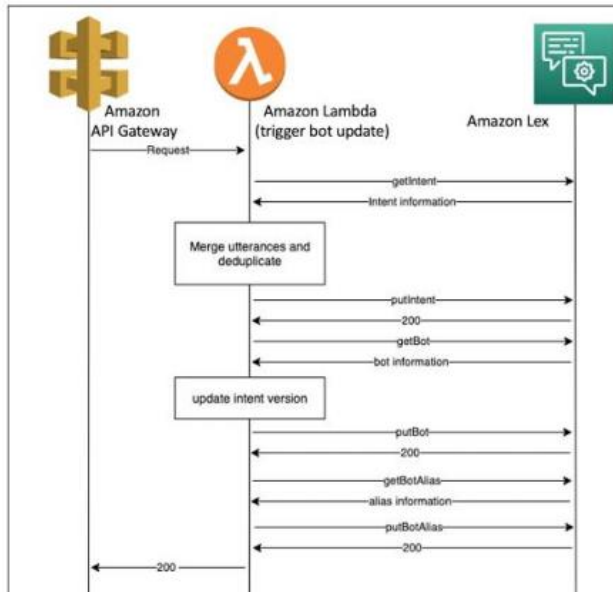 Amazon
API Gateway
Amazon Lambda
(trigger bot update)
Amazon Lex
Request
getIntent
Intent information
Merge utterances and
deduplicate
putIntent
200
getBot
bot information
update intent version
putBot
200
getBotAlias
alias information
putBotAlias
200
200